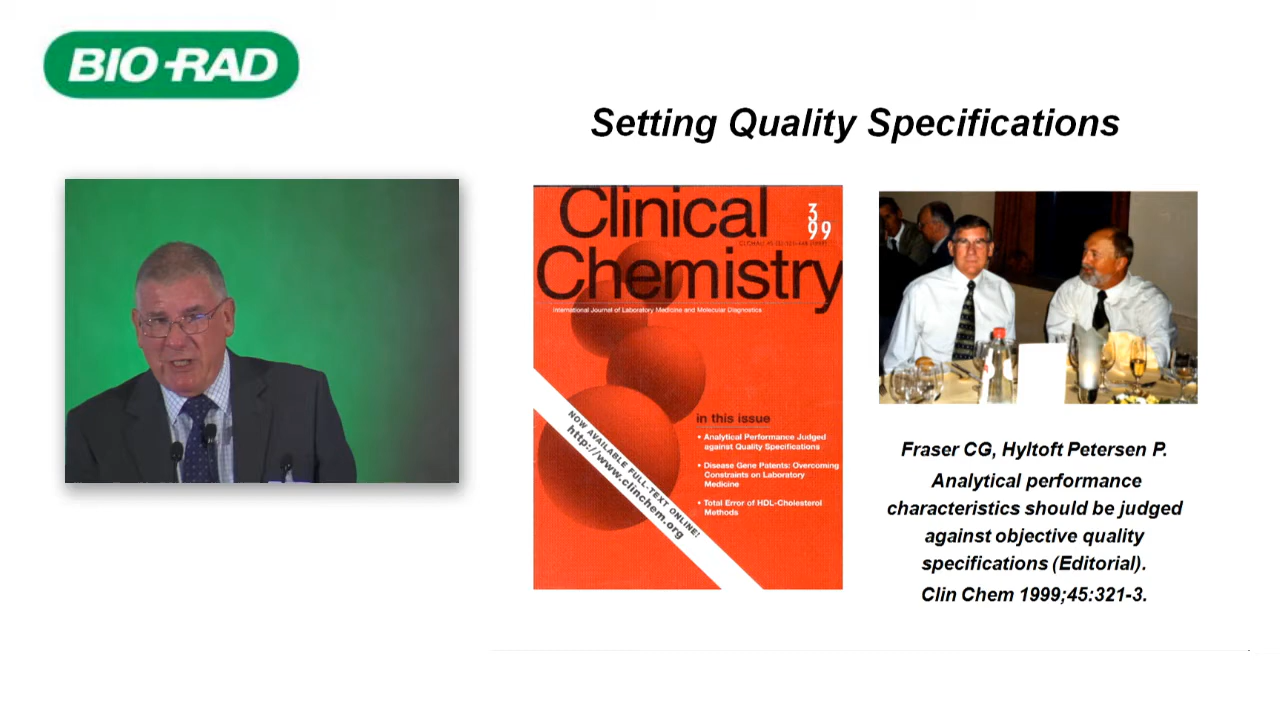 BIO-RAD
Setting Quality Specifications
Clinical
Chemistry
3
99
International Journal of Laboratory Medicine and Molecular Diagnostics
in this issue
• Analytical Performance Judged
against Quality Specifications
• Disease Gene Patents: Overcoming
Constraints on Laboratory
Medicine
• Total Error of HDL-Cholesterol
Methods
NOW AVAILABLE FULL-TEXT ONLINE:
http://www.clinchem.org
Fraser CG, Hyltoft Petersen P.
Analytical performance
characteristics should be judged
against objective quality
specifications (Editorial).
Clin Chem 1999;45:321-3.